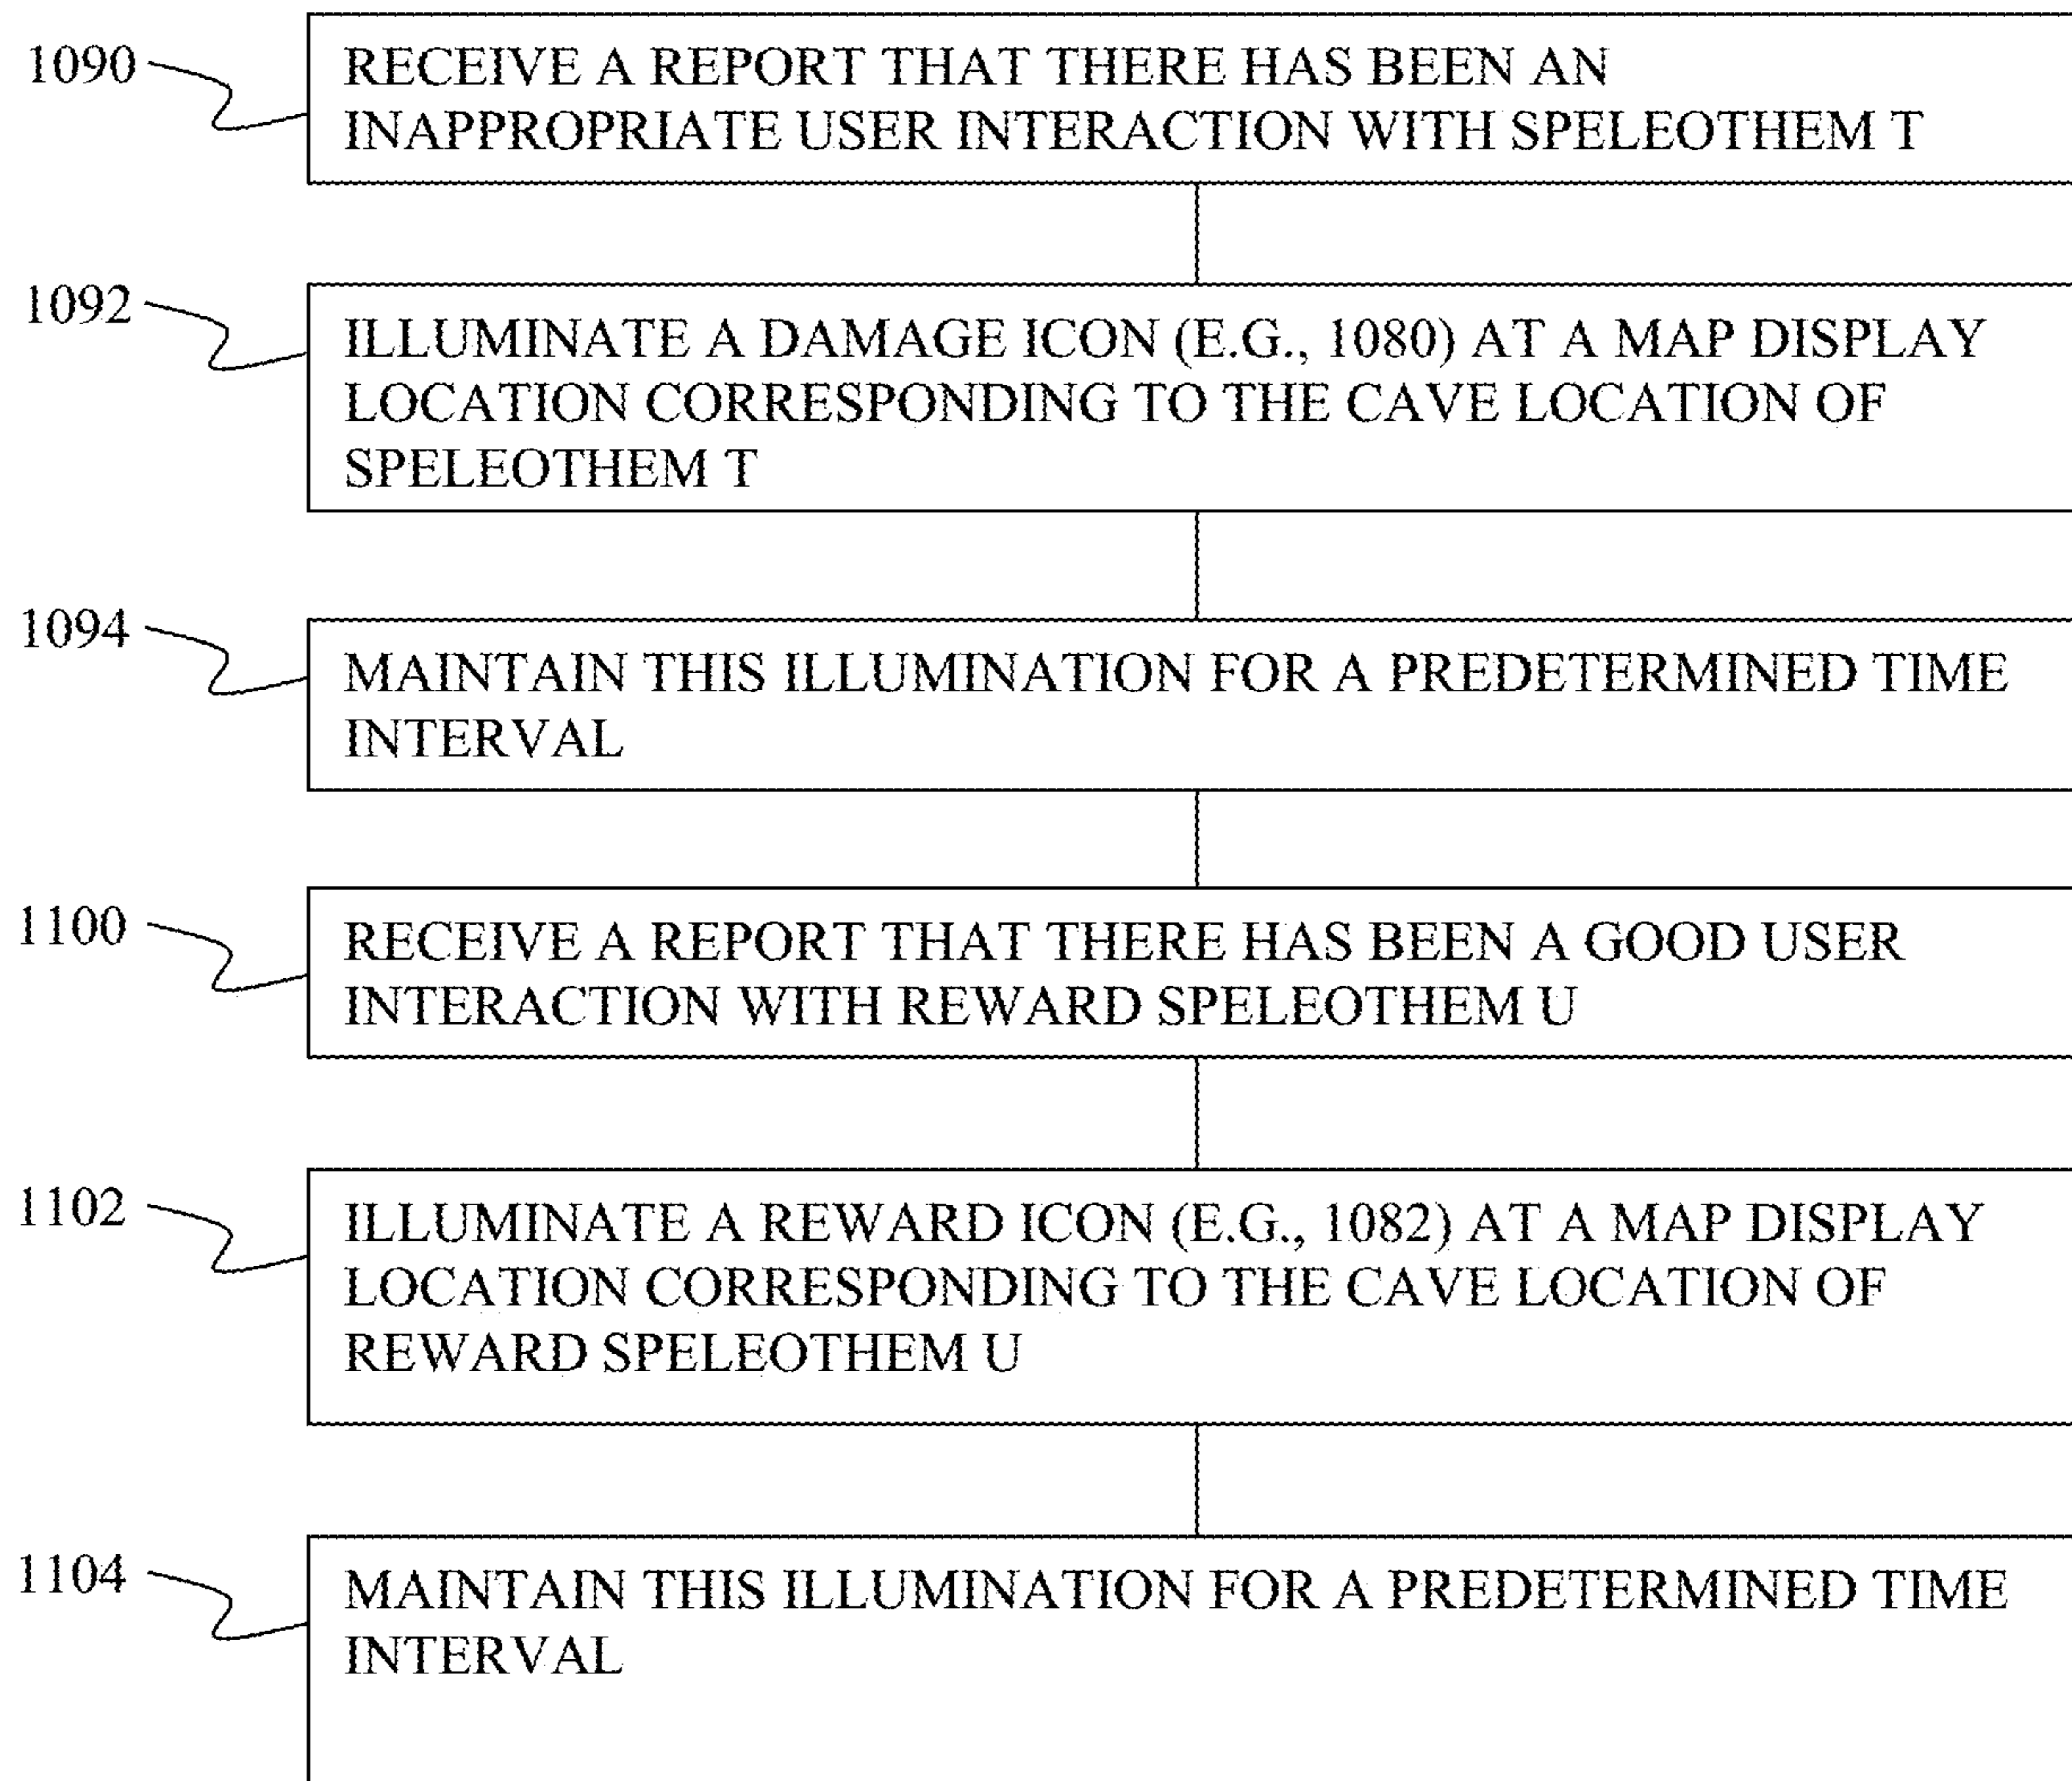 1090
RECEIVE A REPORT THAT THERE HAS BEEN AN
INAPPROPRIATE USER INTERACTION WITH SPELEOTHEM T
1092
ILLUMINATE A DAMAGE ICON (E.G., 1080) AT A MAP DISPLAY
LOCATION CORRESPONDING TO THE CAVE LOCATION OF
SPELEOTHEM T
1094
MAINTAIN THIS ILLUMINATION FOR A PREDETERMINED TIME
INTERVAL
1100
RECEIVE A REPORT THAT THERE HAS BEEN A GOOD USER
INTERACTION WITH REWARD SPELEOTHEM U
1102
ILLUMINATE A REWARD ICON (E.G., 1082) AT A MAP DISPLAY
LOCATION CORRESPONDING TO THE CAVE LOCATION OF
REWARD SPELEOTHEM U
1104
MAINTAIN THIS ILLUMINATION FOR A PREDETERMINED TIME
INTERVAL